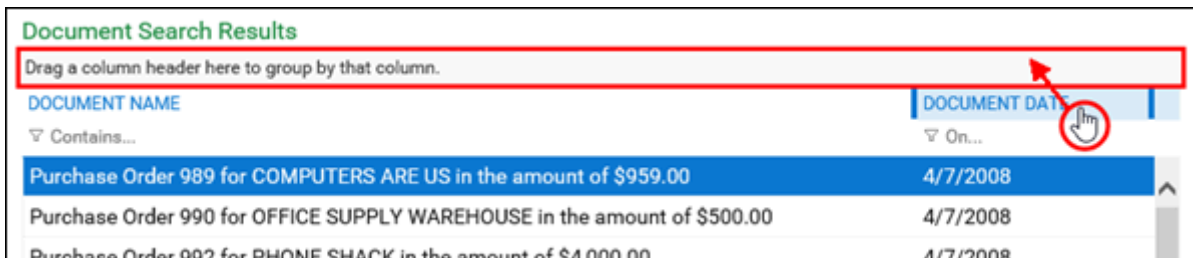 Document Search Results
Drag a column header here to group by that column.
DOCUMENT NAME DOCUMENT DATE
Contains... On...
Purchase Order 989 for COMPUTERS ARE US in the amount of $959.00 4/7/2008
Purchase Order 990 for OFFICE SUPPLY WAREHOUSE in the amount of $500.00 4/7/2008
Purchase Order 992 for PHONE SHACK in the amount of $4,000.00 4/7/2008